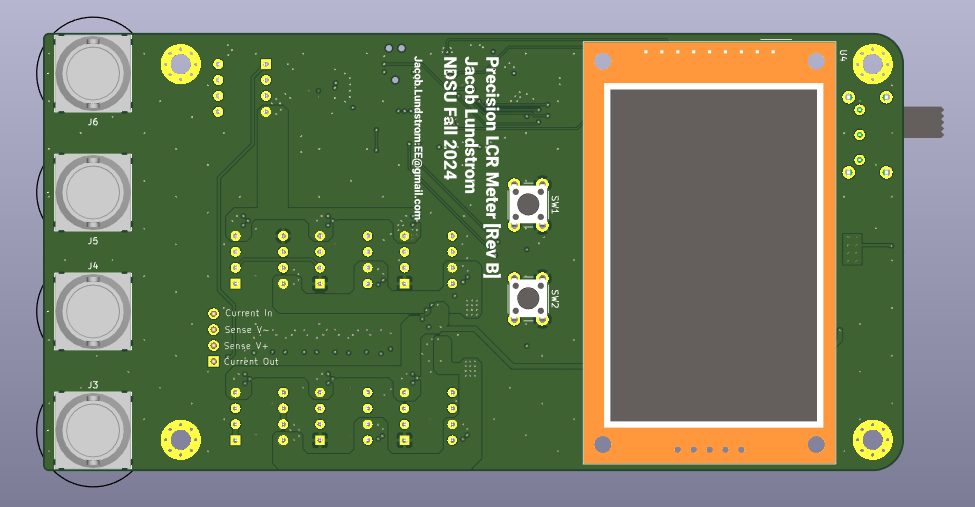 J6
J5
J4
J3
Precision LCR Meter [Rev B]
Jacob Lundstrom
NDSU Fall 2024
Jacob.Lundstrom.EE@gmail.com
SW1
SW2
U4
Current In
Sense V-
Sense V+
Current Out